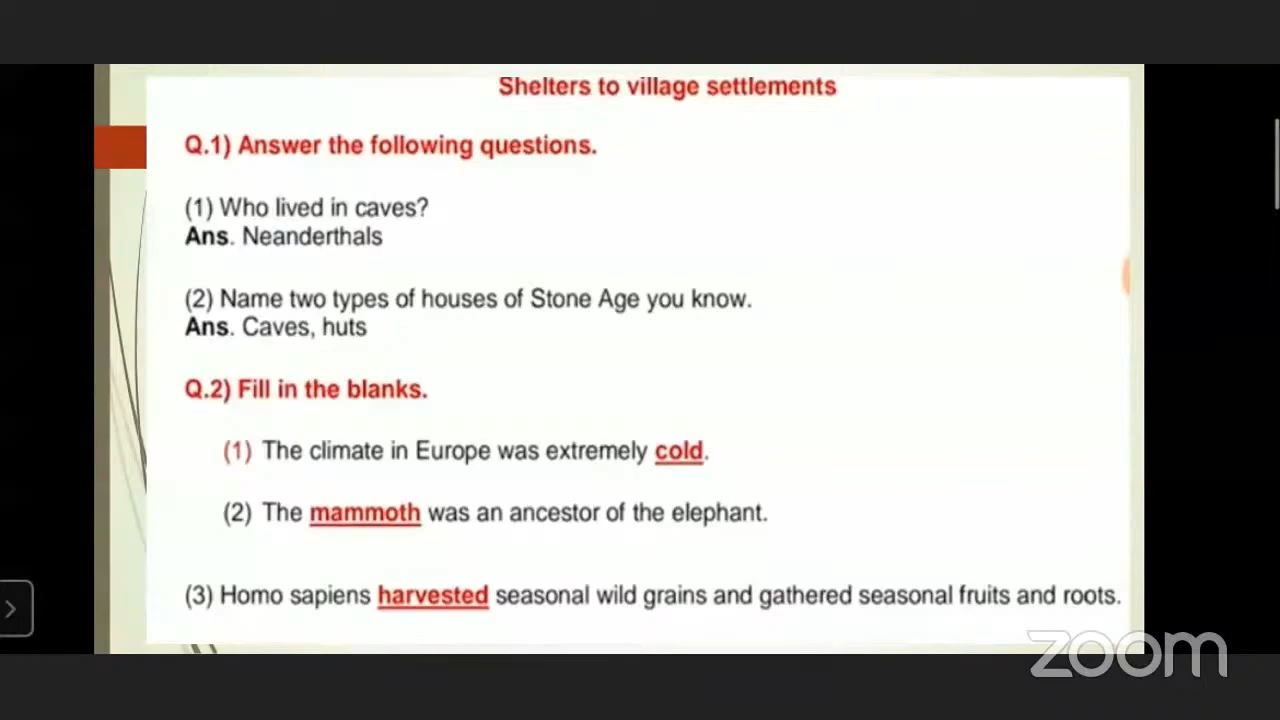 Shelters to village settlements
Q.1) Answer the following questions.
(1) Who lived in caves?
Ans. Neanderthals
(2) Name two types of houses of Stone Age you know.
Ans. Caves, huts
Q.2) Fill in the blanks.
(1) The climate in Europe was extremely cold.
(2) The mammoth was an ancestor of the elephant.
(3) Homo sapiens harvested seasonal wild grains and gathered seasonal fruits and roots.
zoom